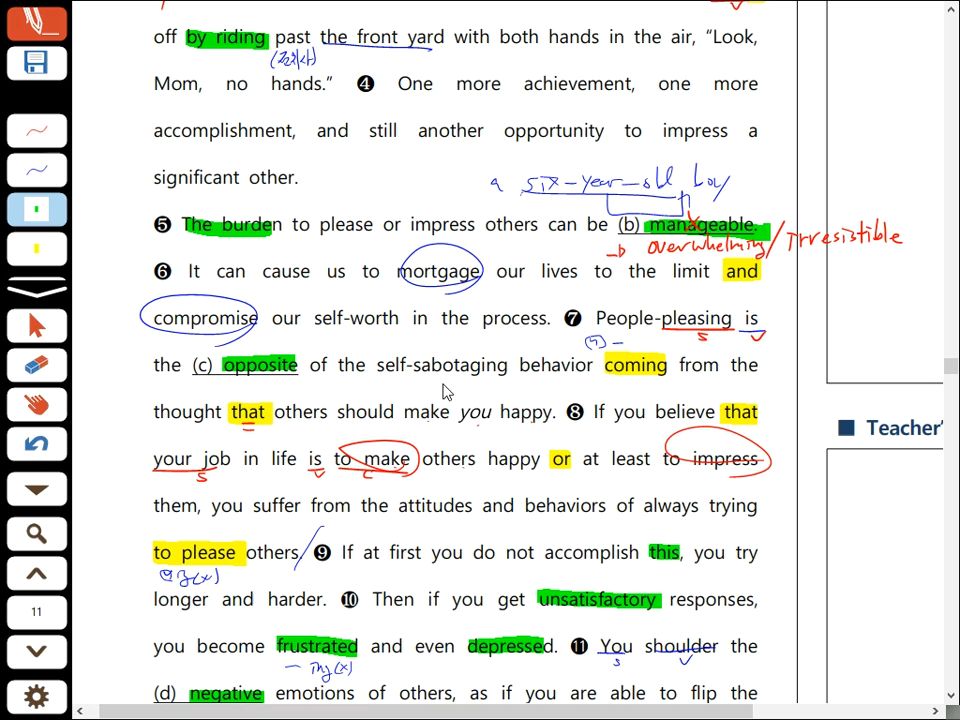 off by riding past the front yard with both hands in the air, “Look,
Mom, no hands.” ❹ One more achievement, one more
accomplishment, and still another opportunity to impress a
significant other.
a six-year-old boy
❺ The burden to please or impress others can be (b) manageable.
→ overwhelming / Irresistible
❻ It can cause us to mortgage our lives to the limit and
compromise our self-worth in the process. ❼ People-pleasing is
S V
the (c) opposite of the self-sabotaging behavior coming from the
thought that others should make you happy. ❽ If you believe that
your job in life is to make others happy or at least to impress
S V C
them, you suffer from the attitudes and behaviors of always trying
to please others. ❾ If at first you do not accomplish this, you try
longer and harder. ❿ Then if you get unsatisfactory responses,
you become frustrated and even depressed. ⓫ You shoulder the
– ing(x) S V
(d) negative emotions of others, as if you are able to flip the
Teacher'
11